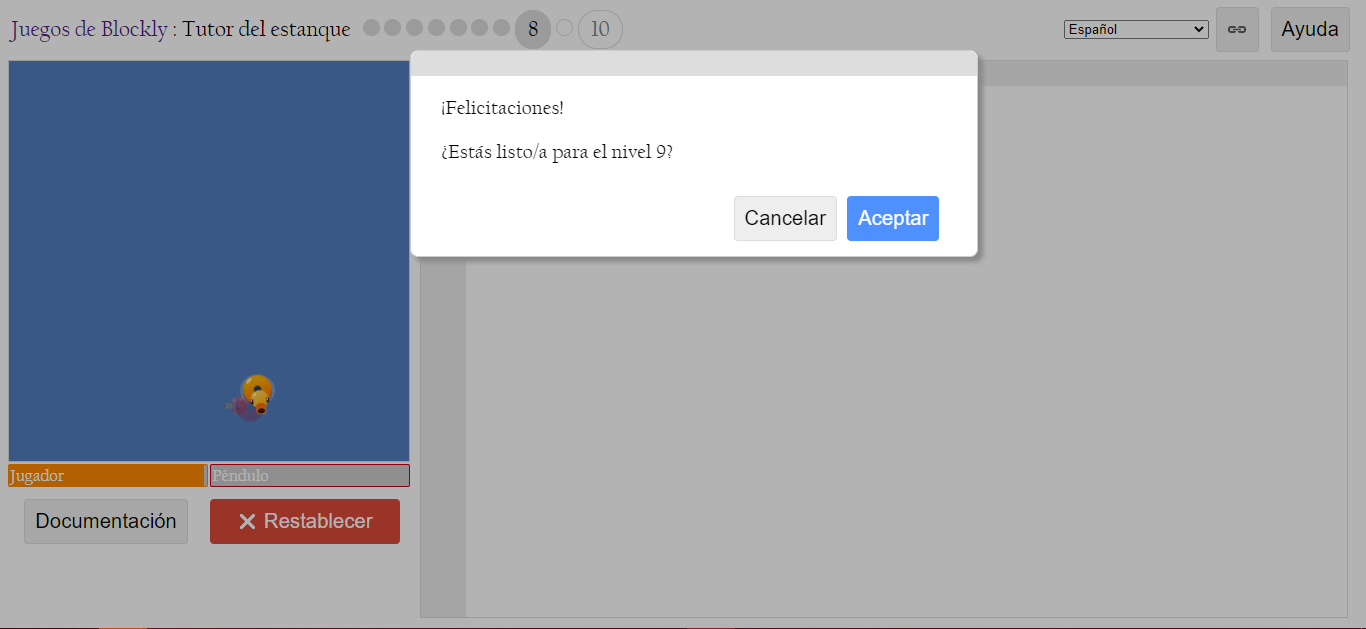 Juegos de Blockly : Tutor del estanque 8 10 Español Ayuda
¡Felicitaciones!
¿Estás listo/a para el nivel 9?
Cancelar Aceptar
Jugador Péndulo
Documentación Restablecer